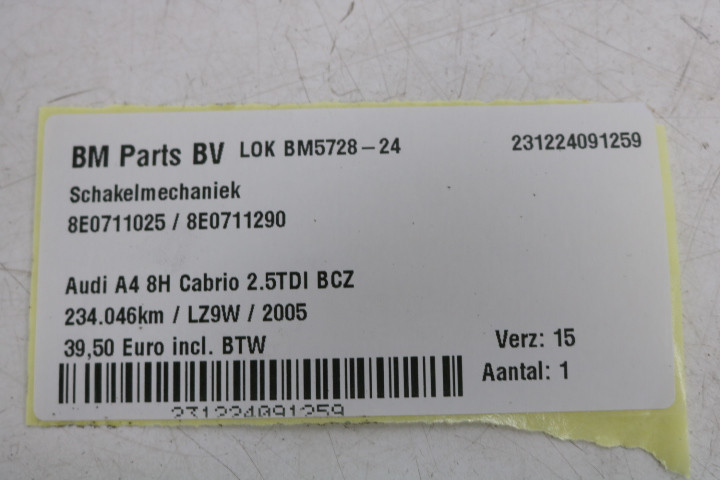 BM Parts BV LOK BM5728-24 231224091259
Schakelmechaniek
8E0711025 / 8E0711290
Audi A4 8H Cabrio 2.5TDI BCZ
234.046km / LZ9W / 2005
39,50 Euro incl. BTW
Verz: 15
Aantal: 1
231224091259